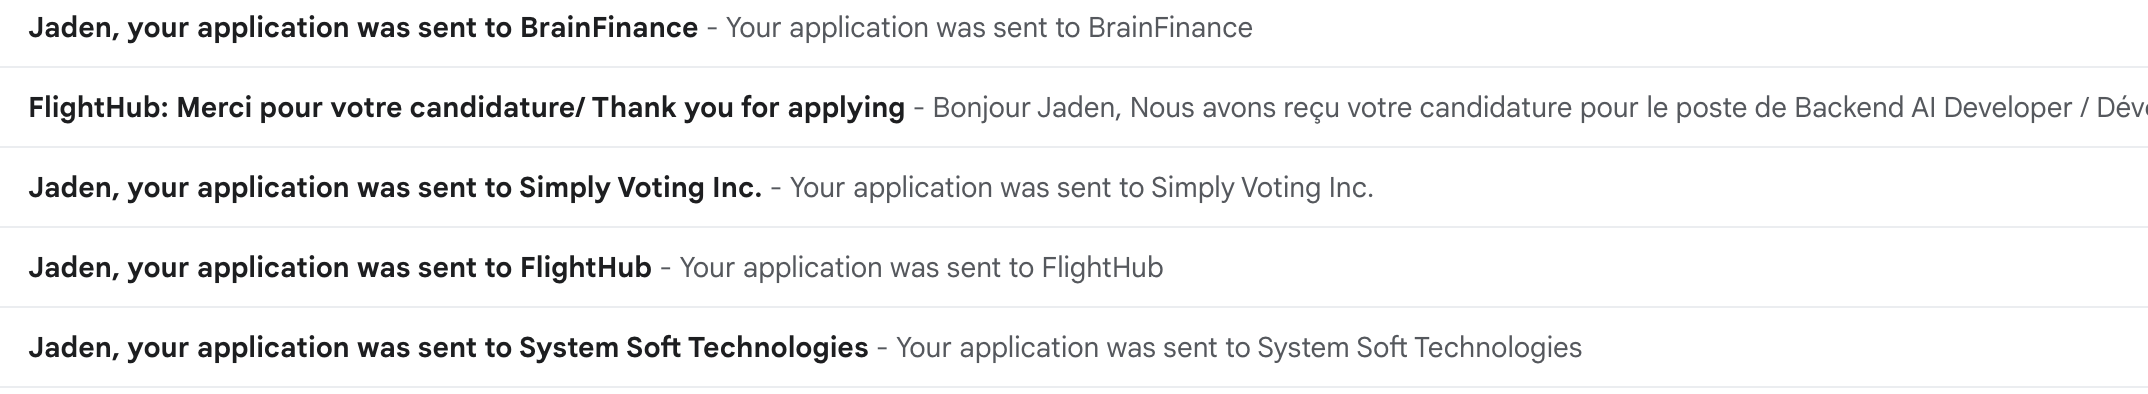 Jaden, your application was sent to BrainFinance - Your application was sent to BrainFinance
FlightHub: Merci pour votre candidature/ Thank you for applying - Bonjour Jaden, Nous avons reçu votre candidature pour le poste de Backend AI Developer /
Jaden, your application was sent to Simply Voting Inc. - Your application was sent to Simply Voting Inc.
Jaden, your application was sent to FlightHub - Your application was sent to FlightHub
Jaden, your application was sent to System Soft Technologies - Your application was sent to System Soft Technologies